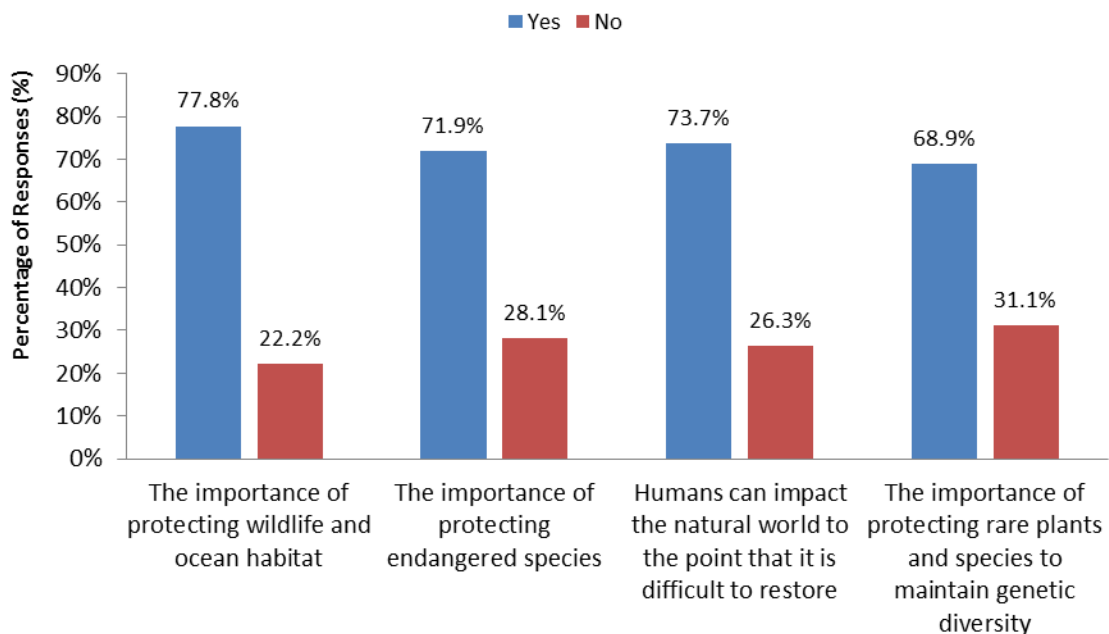 Yes No
Percentage of Responses (%)
90%
80%
70%
60%
50%
40%
30%
20%
10%
0%
77.8%
22.2%
71.9%
28.1%
73.7%
26.3%
68.9%
31.1%
The importance of
protecting wildlife and
ocean habitat
The importance of
protecting
endangered species
Humans can impact
the natural world to
the point that it is
difficult to restore
The importance of
protecting rare plants
and species to
maintain genetic
diversity